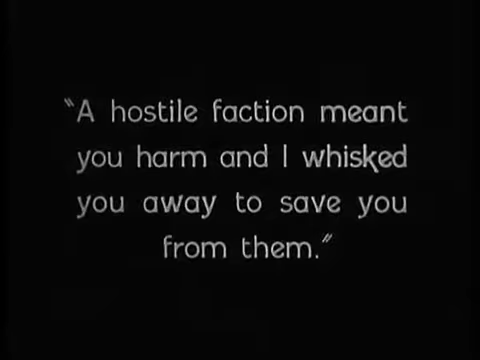 "A hostile faction meant
you harm and I whisked
you away to save you
from them."